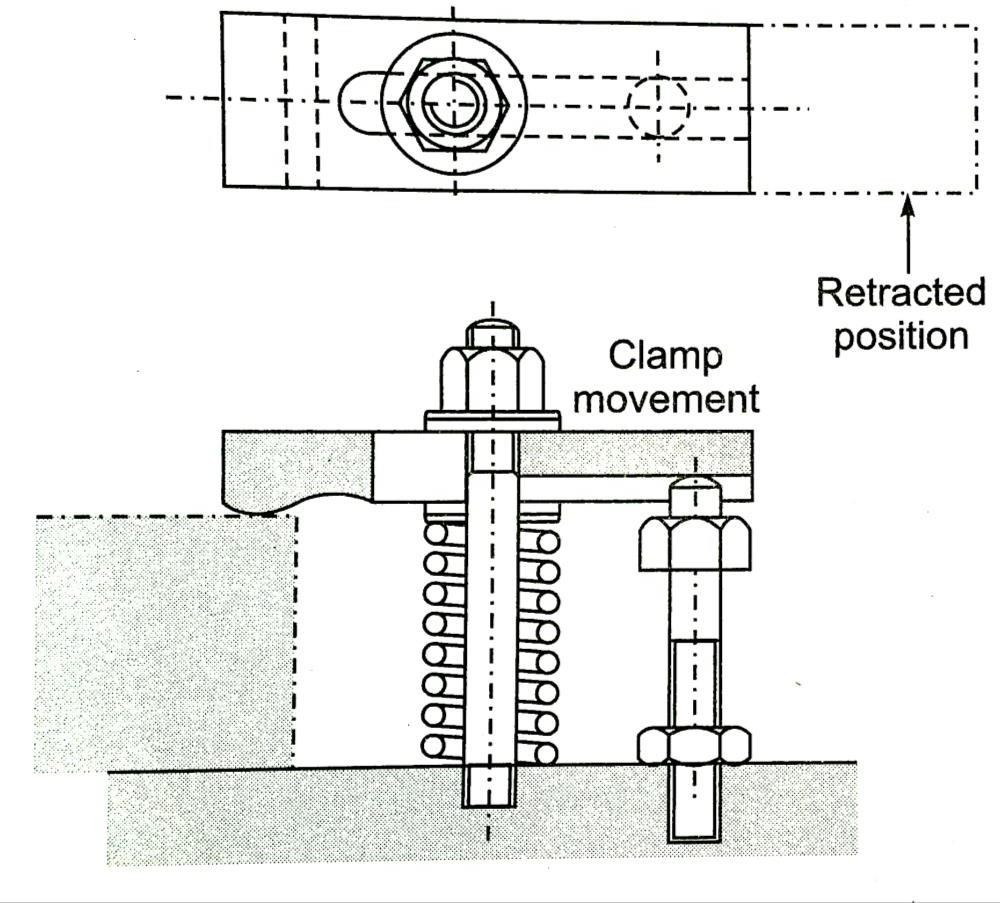 Retracted
position
Clamp
movement